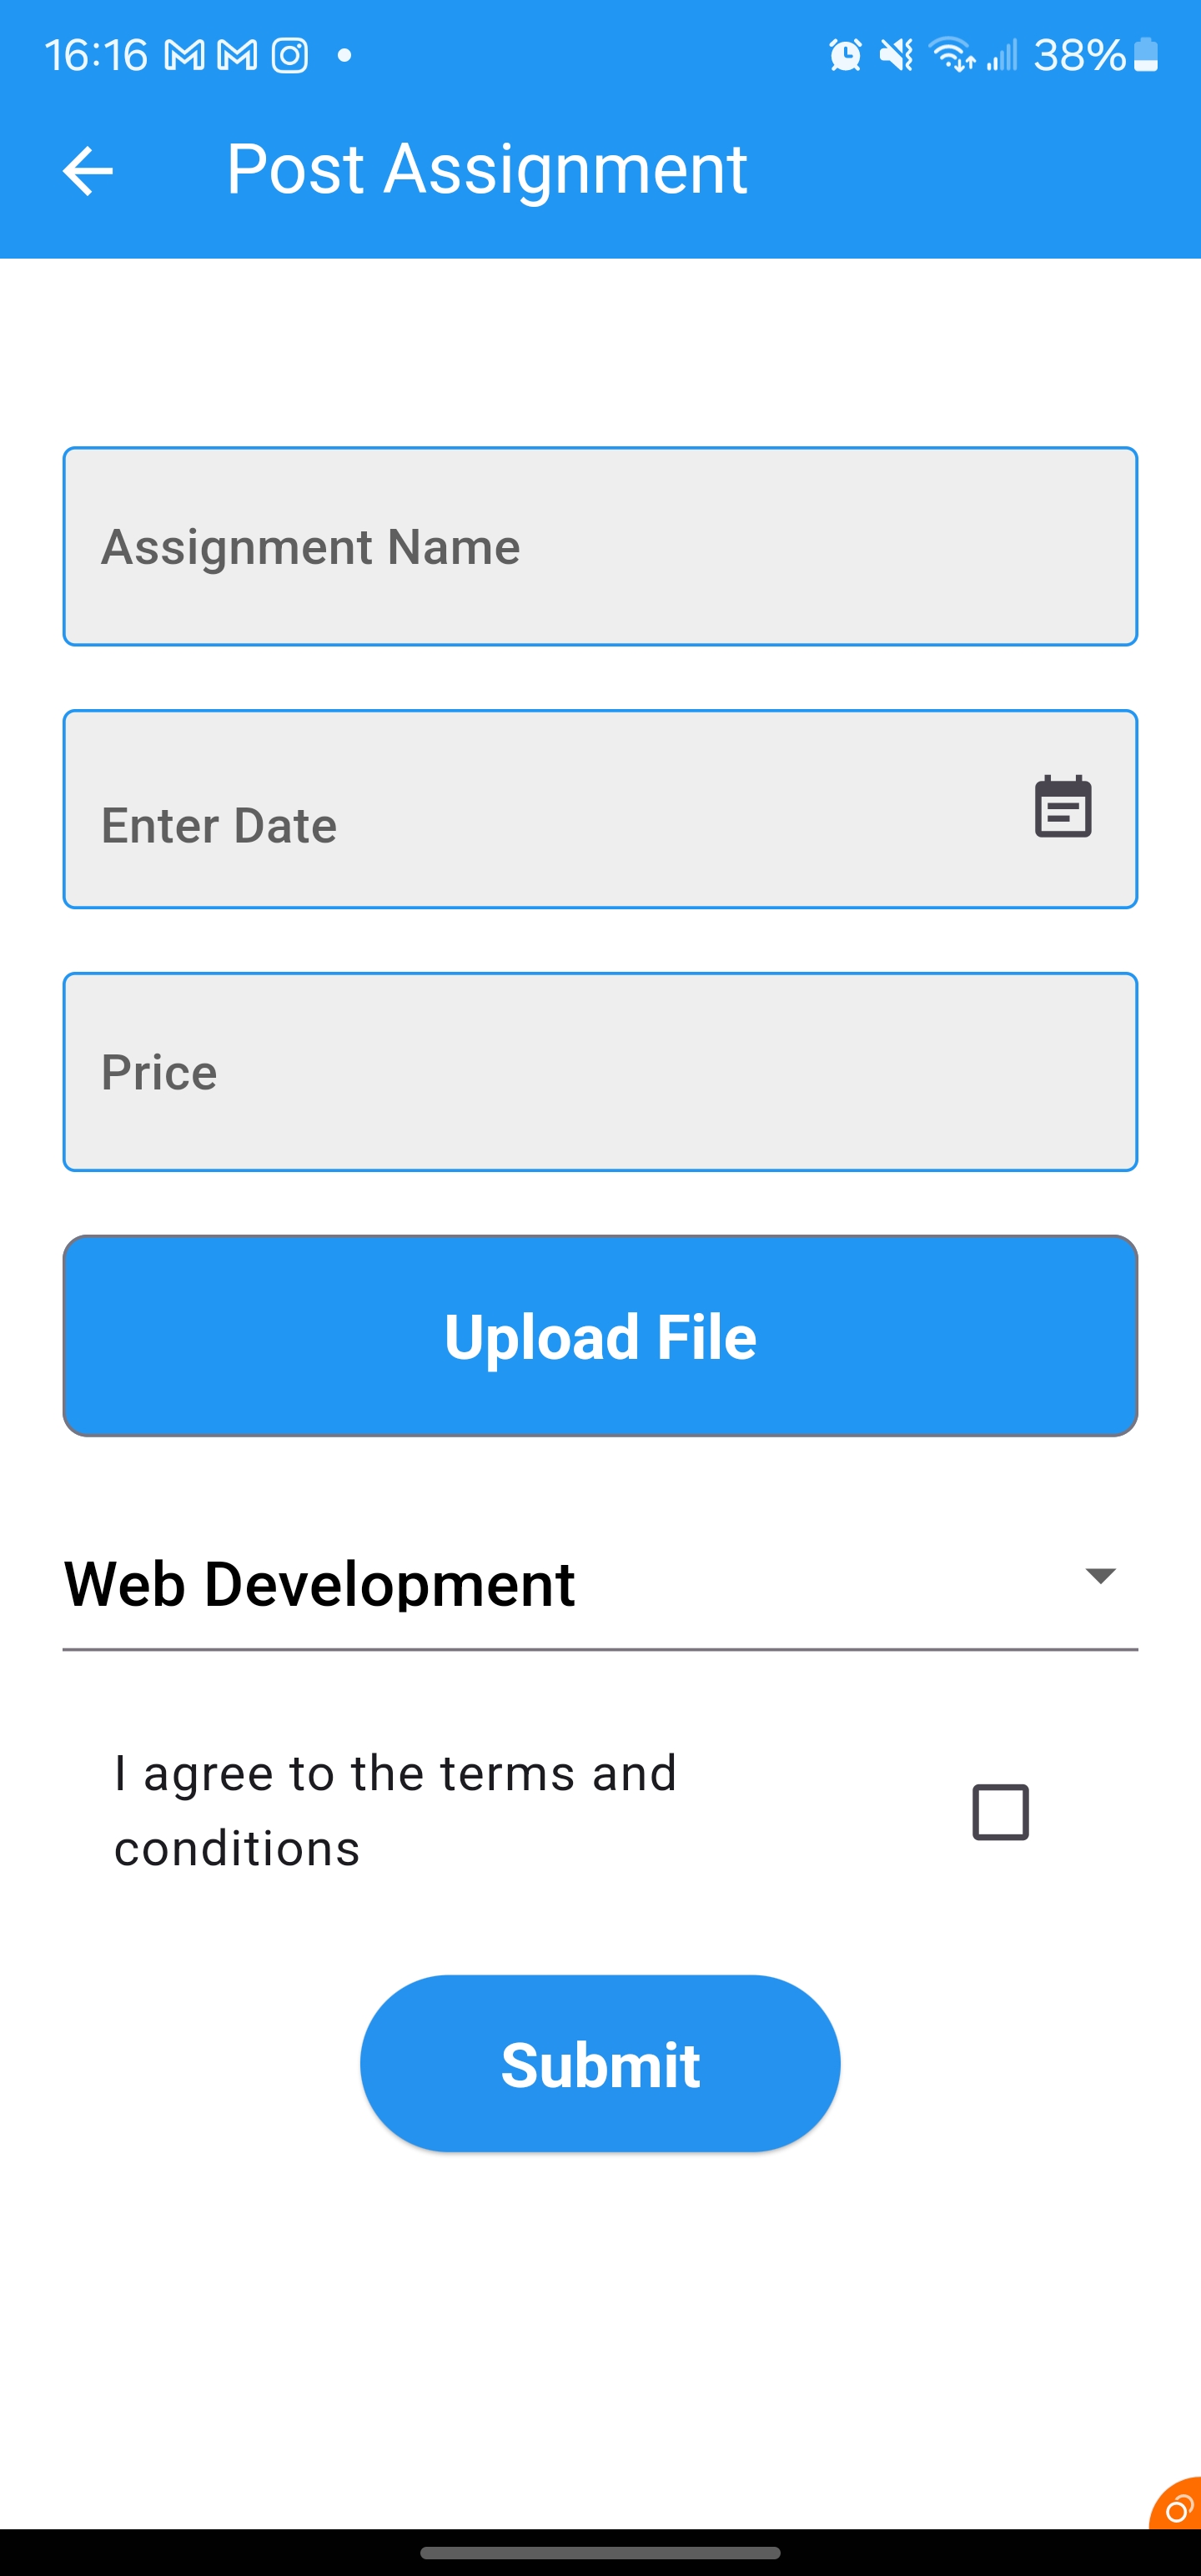 16:16 38%
Post Assignment
Assignment Name
Enter Date
Price
Upload File
Web Development
I agree to the terms and
conditions
Submit